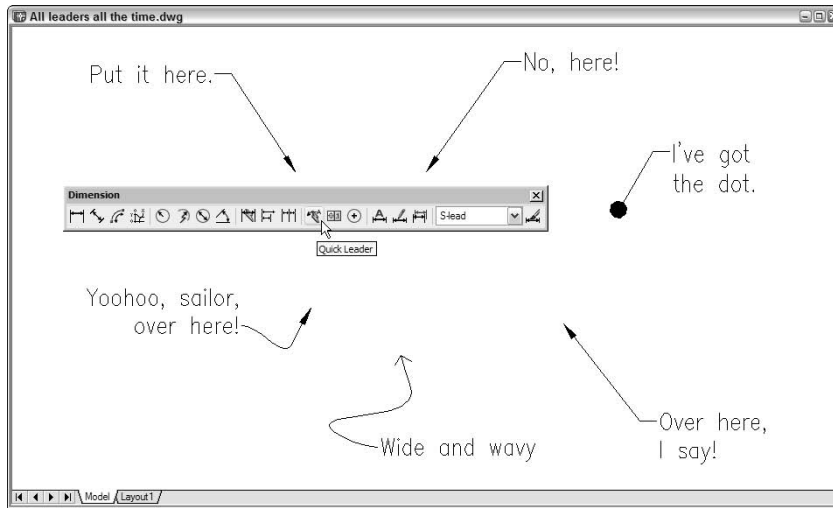 All leaders all the time.dwg
Put it here.
No, here!
I've got
the dot.
Dimension
S-lead
Quick Leader
Yoohoo, sailor,
over here!
Wide and wavy
Over here,
I say!
Model
Layout1